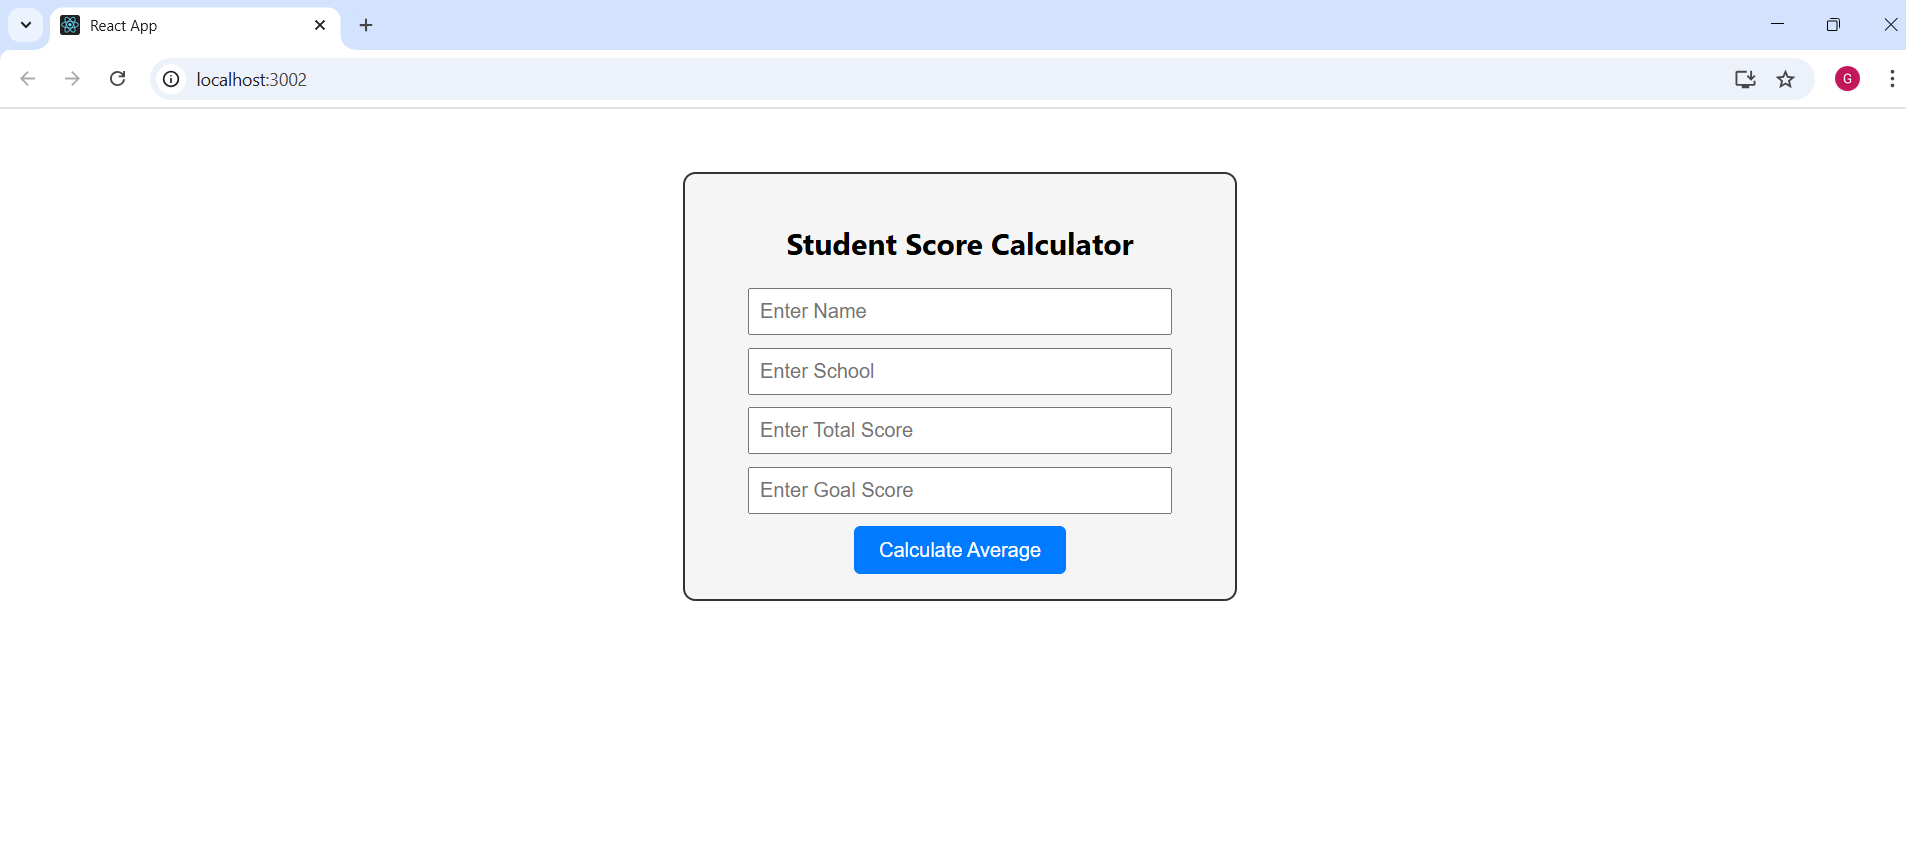 React App
localhost:3002
G
Student Score Calculator
Enter Name
Enter School
Enter Total Score
Enter Goal Score
Calculate Average